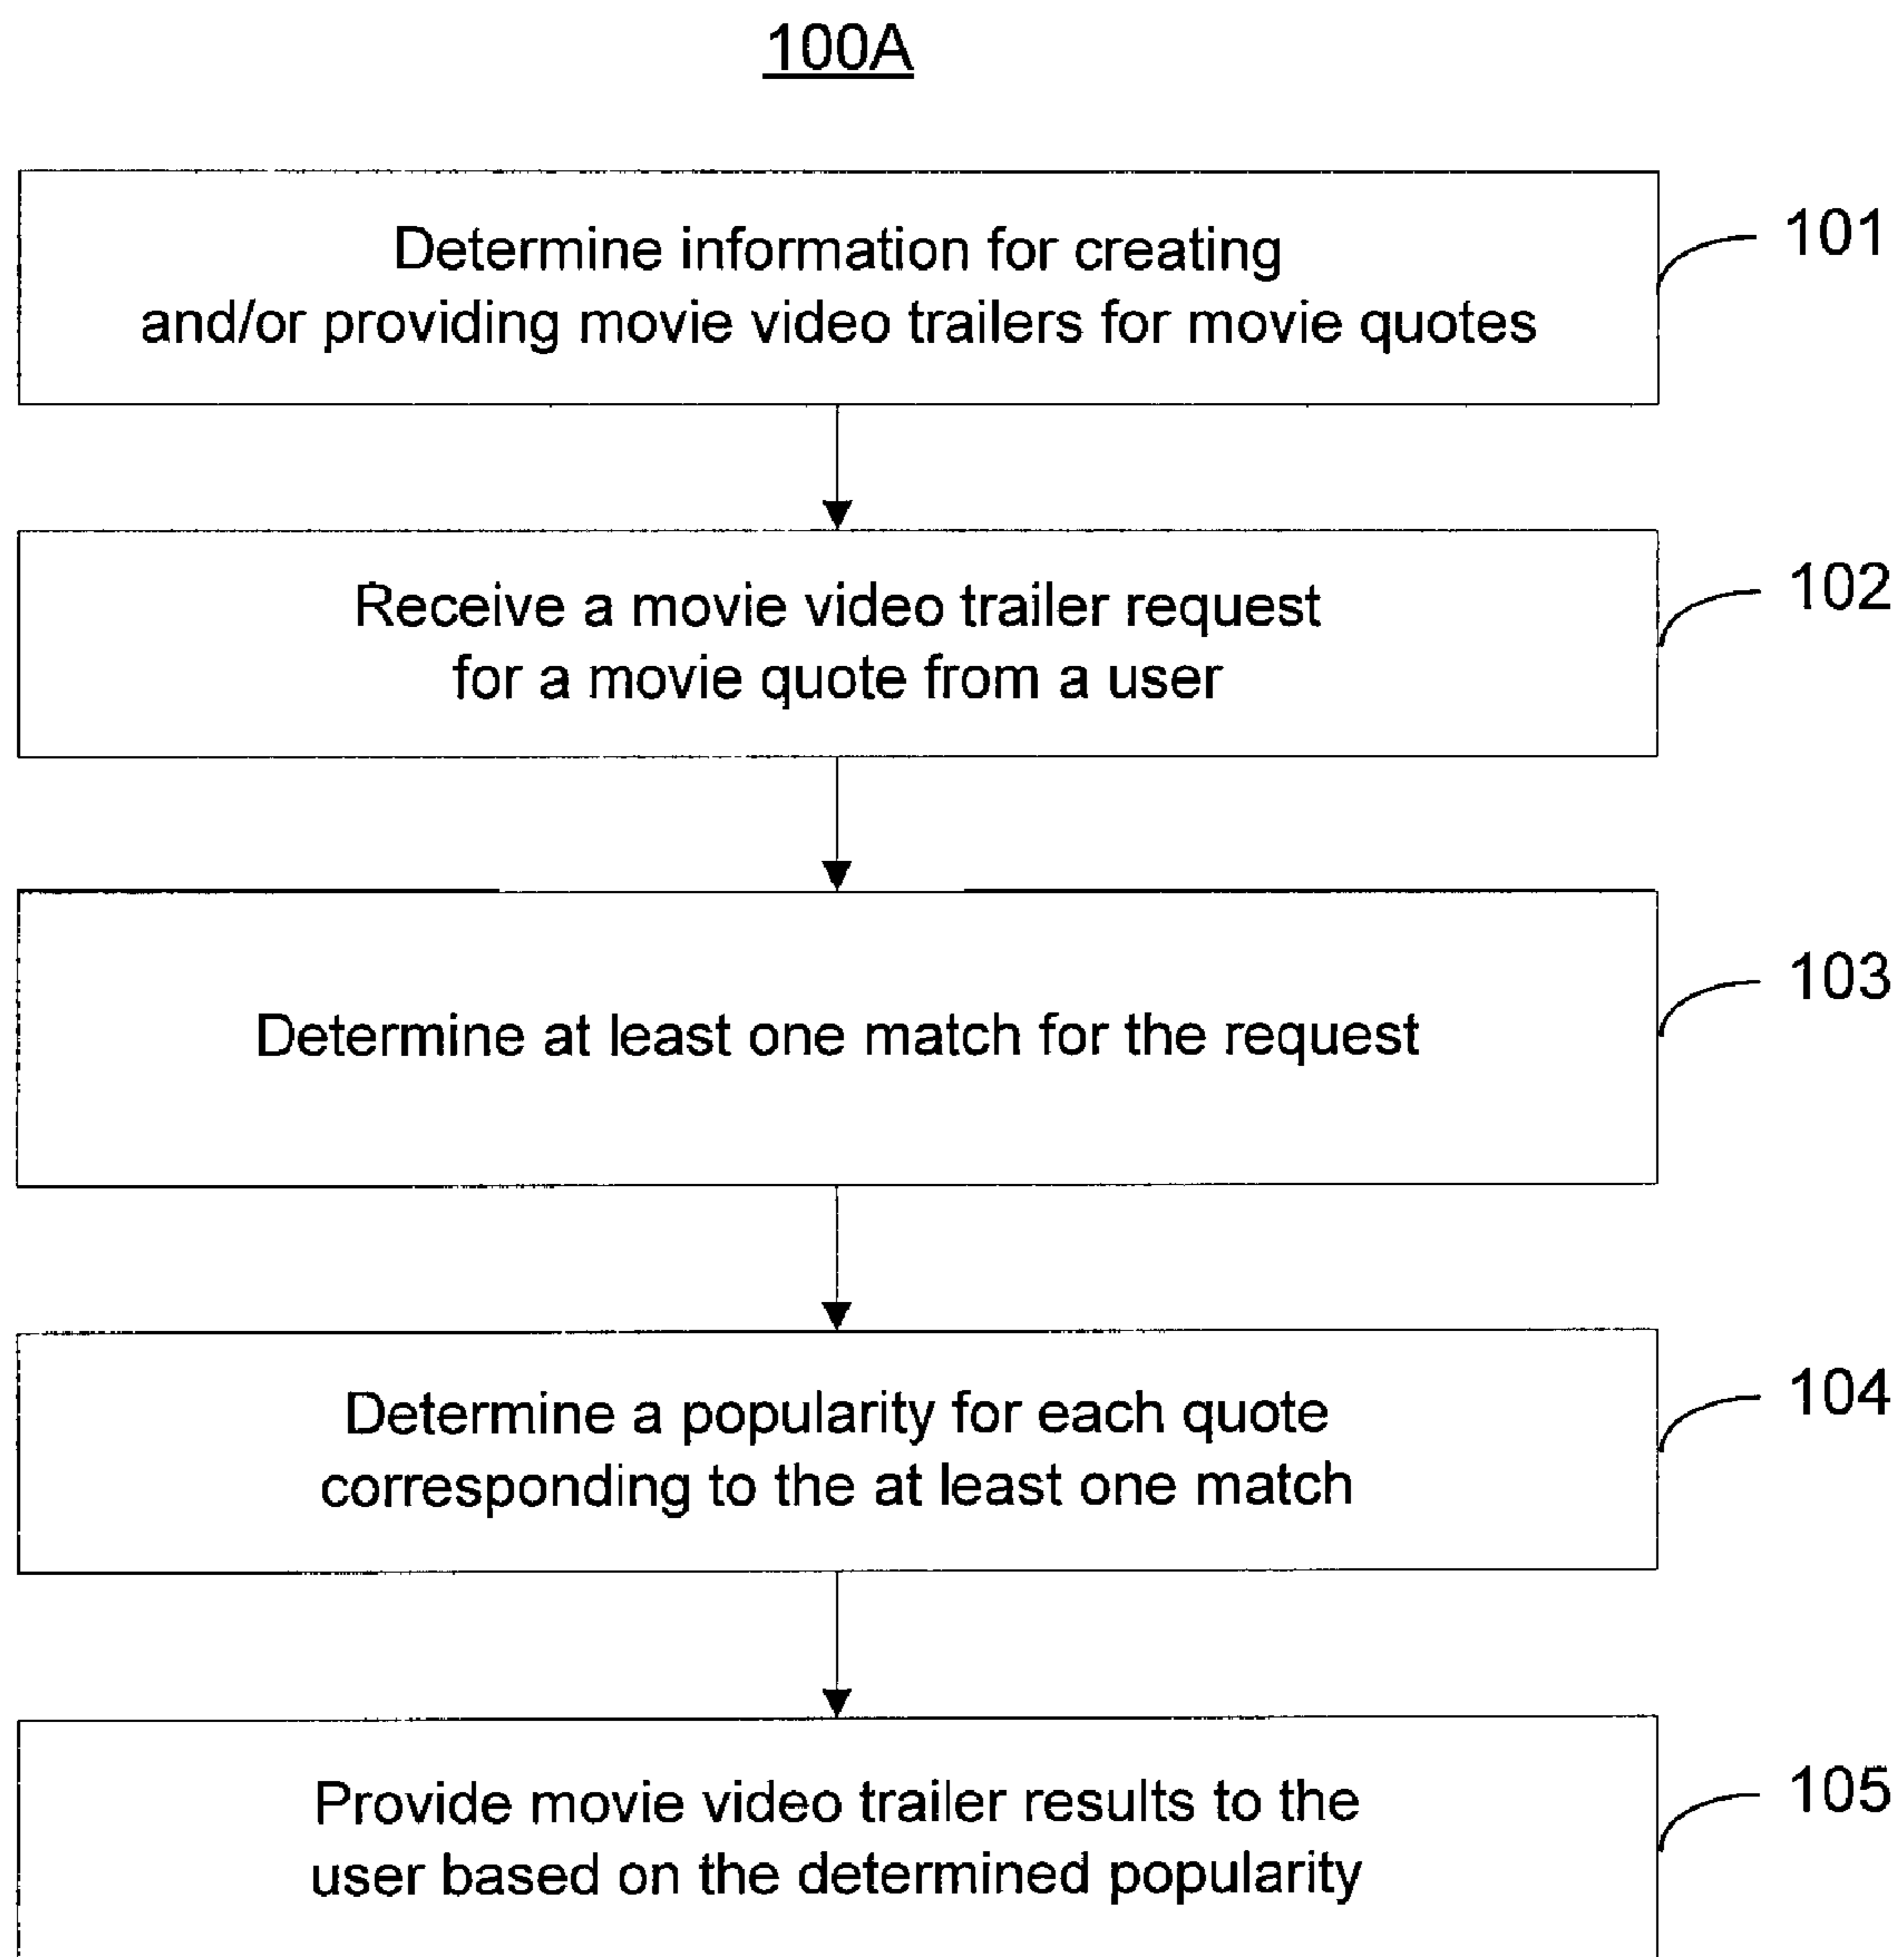 100A
Determine information for creating
and/or providing movie video trailers for movie quotes
101
Receive a movie video trailer request
for a movie quote from a user
102
Determine at least one match for the request
103
Determine a popularity for each quote
corresponding to the at least one match
104
Provide movie video trailer results to the
user based on the determined popularity
105